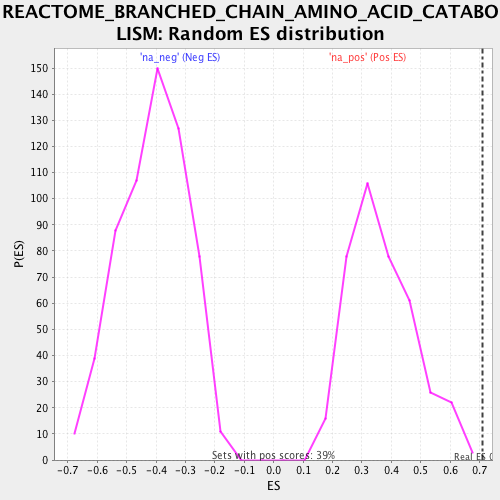 REACTOME_BRANCHED_CHAIN_AMINO_ACID_CATABO
LISM: Random ES distribution
'na_neg' (Neg ES) 'na_pos' (Pos ES)
P(ES)
150
140
130
120
110
100
90
80
70
60
50
40
30
20
10
0
Sets with pos scores: 39%
Real ES
-0.7 -0.6 -0.5 -0.4 -0.3 -0.2 -0.1 0.0 0.1 0.2 0.3 0.4 0.5 0.6 0.7
ES